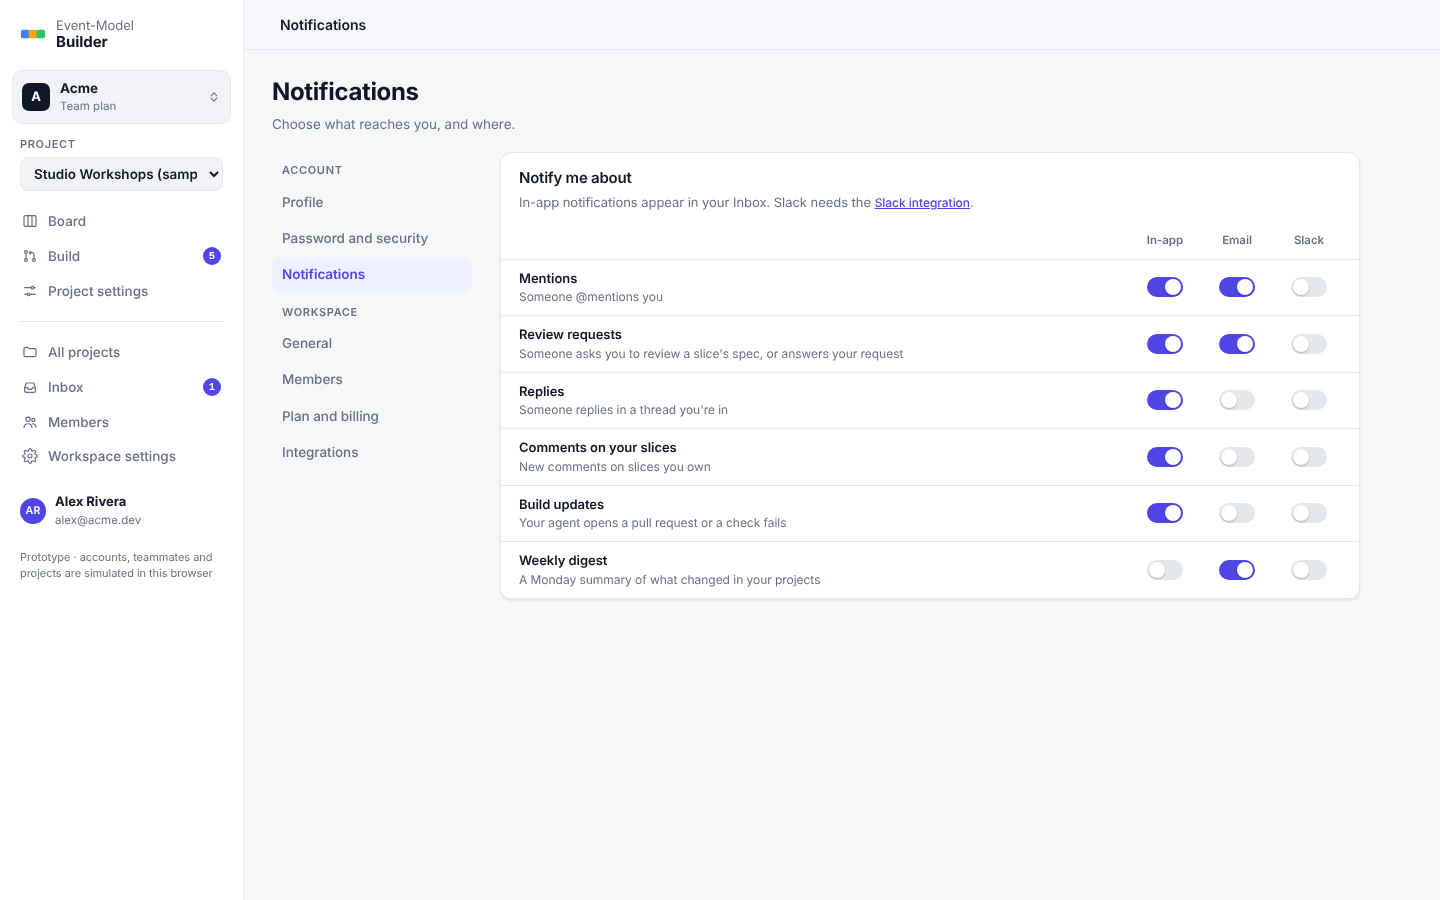 Event-Model
Builder
A
Acme
Team plan
PROJECT
Studio Workshops (samp
Board
Build
5
Project settings
All projects
Inbox
1
Members
Workspace settings
AR
Alex Rivera
alex@acme.dev
Prototype · accounts, teammates and
projects are simulated in this browser
Notifications
Notifications
Choose what reaches you, and where.
ACCOUNT
Profile
Password and security
Notifications
WORKSPACE
General
Members
Plan and billing
Integrations
Notify me about
In-app notifications appear in your Inbox. Slack needs the Slack integration.
In-app Email Slack
Mentions
Someone @mentions you
Review requests
Someone asks you to review a slice's spec, or answers your request
Replies
Someone replies in a thread you're in
Comments on your slices
New comments on slices you own
Build updates
Your agent opens a pull request or a check fails
Weekly digest
A Monday summary of what changed in your projects